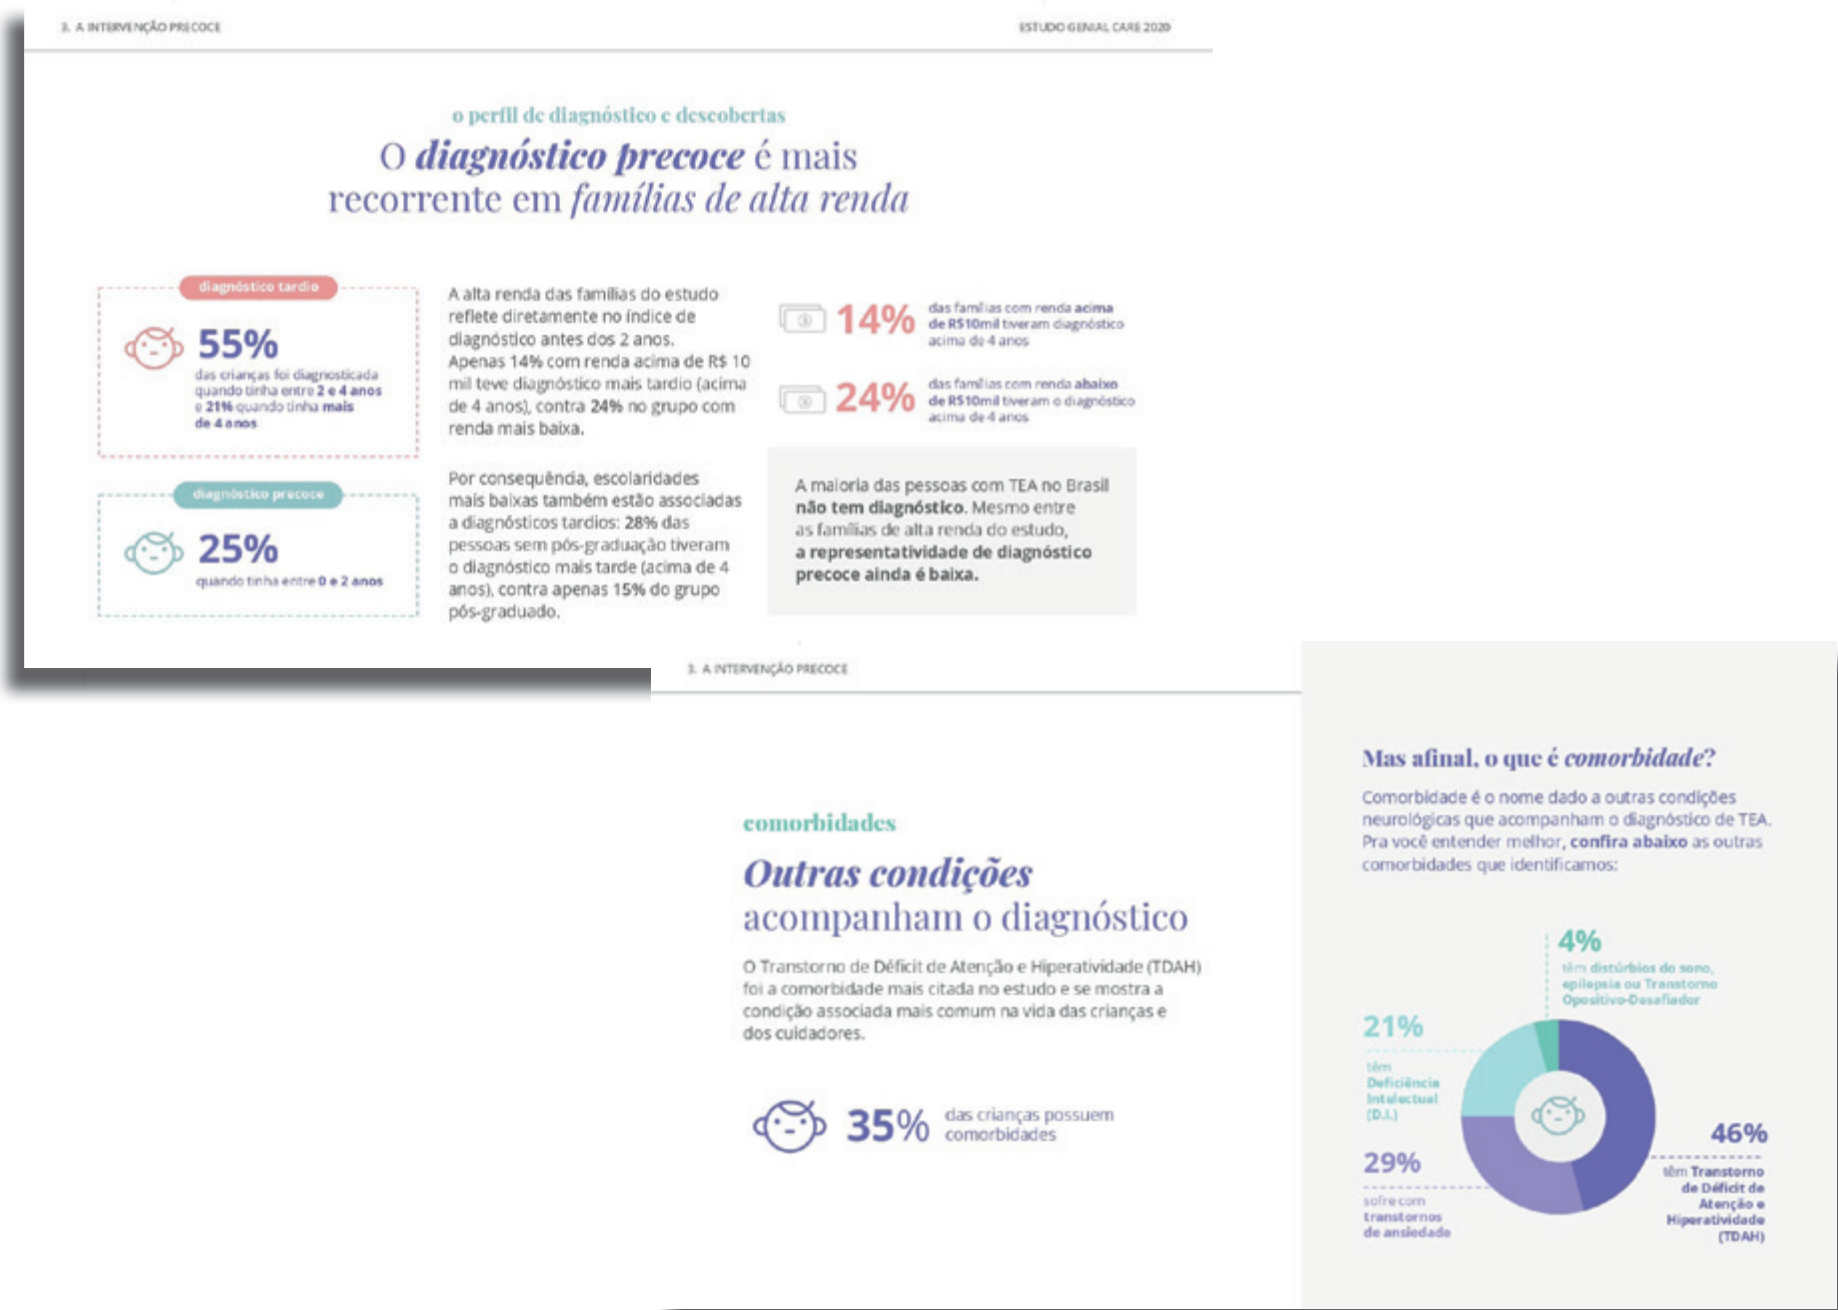 3. A INTERVENÇÃO PRECOCE
ESTUDO GENIAL CARE 2020
o perfil de diagnóstico e descobertas
O diagnóstico precoce é mais
recorrente em famílias de alta renda
diagnóstico tardio
55%
das crianças foi diagnosticada
quando tinha entre 2 e 4 anos
e 21% quando tinha mais
de 4 anos
diagnóstico precoce
25%
quando tinha entre 0 e 2 anos
A alta renda das famílias do estudo
reflete diretamente no índice de
diagnóstico antes dos 2 anos.
Apenas 14% com renda acima de R$ 10
mil teve diagnóstico mais tardio (acima
de 4 anos), contra 24% no grupo com
renda mais baixa.
Por consequência, escolaridades
mais baixas também estão associadas
a diagnósticos tardios: 28% das
pessoas sem pós-graduação tiveram
o diagnóstico mais tarde (acima de 4
anos), contra apenas 15% do grupo
pós-graduado.
14%
das famílias com renda acima
de R$10mil tiveram diagnóstico
acima de 4 anos
24%
das famílias com renda abaixo
de R$10mil tiveram o diagnóstico
acima de 4 anos
A maioria das pessoas com TEA no Brasil
não tem diagnóstico. Mesmo entre
as famílias de alta renda do estudo,
a representatividade de diagnóstico
precoce ainda é baixa.
3. A INTERVENÇÃO PRECOCE
comorbidades
Outras condições
acompanham o diagnóstico
O Transtorno de Déficit de Atenção e Hiperatividade (TDAH)
foi a comorbidade mais citada no estudo e se mostra a
condição associada mais comum na vida das crianças e
dos cuidadores.
35%
das crianças possuem
comorbidades
Mas afinal, o que é comorbidade?
Comorbidade é o nome dado a outras condições
neurológicas que acompanham o diagnóstico de TEA.
Pra você entender melhor, confira abaixo as outras
comorbidades que identificamos:
4%
têm distúrbios do sono,
epilepsia ou Transtorno
Opositivo-Desafiador
21%
têm
Deficiência
Intelectual
(D.I.)
29%
sofre com
transtornos
de ansiedade
46%
têm Transtorno
de Déficit de
Atenção e
Hiperatividade
(TDAH)